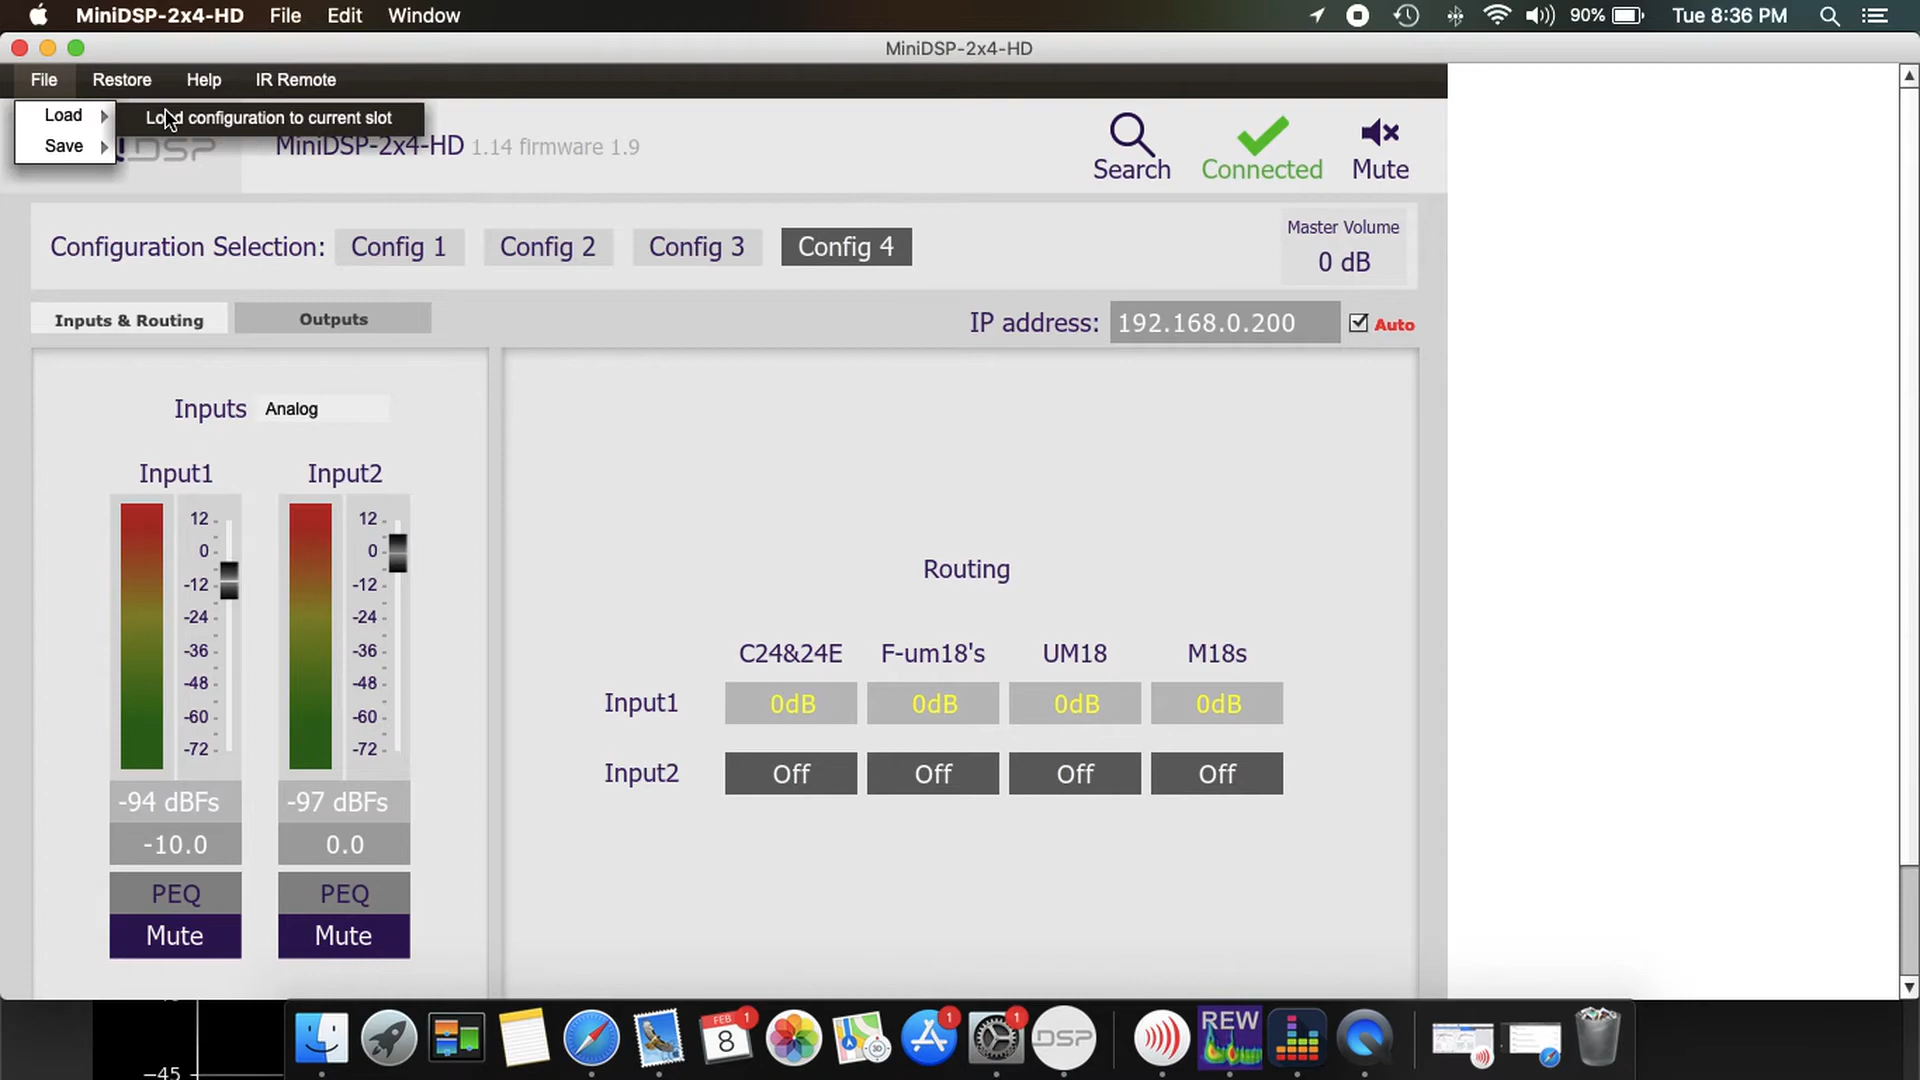 MiniDSP-2x4-HD File Edit Window 90% Tue 8:36 PM
MiniDSP-2x4-HD
File Restore Help IR Remote
Load
Load configuration to current slot
Save
DSP
MiniDSP-2x4-HD 1.14 firmware 1.9
Search
Connected
Mute
Configuration Selection: Config 1 Config 2 Config 3 Config 4
Master Volume
0 dB
Inputs & Routing Outputs
IP address: 192.168.0.200 Auto
Inputs Analog
Input1 Input2
12 12
0 0
-12 -12
-24 -24
-36 -36
-48 -48
-60 -60
-72 -72
-94 dBFs -97 dBFs
-10.0 0.0
PEQ PEQ
Mute Mute
Routing
C24&24E F-um18's UM18 M18s
Input1 0dB 0dB 0dB 0dB
Input2 Off Off Off Off
FEB
8
1
1
1
DSP
REW
-45